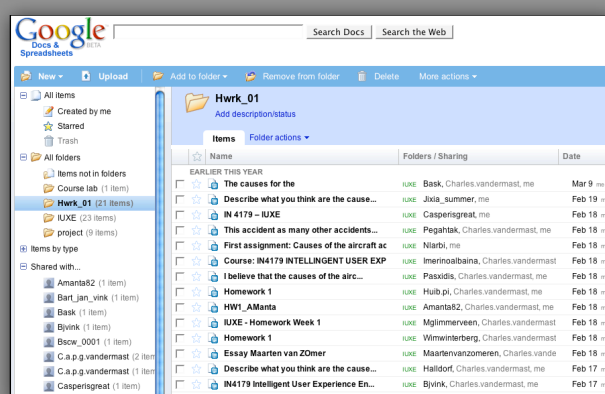 Google
Docs &
Spreadsheets
BETA
Search Docs
Search the Web
New
Upload
Add to folder
Remove from folder
Delete
More actions
All items
Created by me
Starred
Trash
All folders
Items not in folders
Course lab (1 item)
Hwrk_01 (21 items)
IUXE (23 items)
project (9 items)
Items by type
Shared with...
Amanta82 (1 item)
Bart_jan_vink (1 item)
Bask (1 item)
Bjvink (1 item)
Bscw_0001 (1 item)
C.a.p.g.vandermast (2 item
C.a.p.g.vandermast (1 item
Casperisgreat (1 item)
Hwrk_01
Add description/status
Items
Folder actions
Name Folders / Sharing Date
EARLIER THIS YEAR
The causes for the IUXE Bask, Charles.vandermast, me Mar 9 me
Describe what you think are the cause... IUXE Jixia_summer, me Feb 19
IN 4179 – IUXE IUXE Casperisgreat, me Feb 18
This accident as many other accidents... IUXE Pegahtak, Charles.vandermast, me Feb 18
First assignment: Causes of the aircraft ac IUXE Nlarbi, me Feb 18
Course: IN4179 INTELLINGENT USER EXP IUXE Imerinoalbaina, Charles.vandermast Feb 18
I believe that the causes of the airc... IUXE Pasxidis, Charles.vandermast, me Feb 18
Homework 1 IUXE Huib.pi, Charles.vandermast, me Feb 18
HW1_AManta IUXE Amanta82, Charles.vandermast, me Feb 18
IUXE - Homework Week 1 IUXE Mglimmerveen, Charles.vandermast Feb 18
Homework 1 IUXE Wimwinterberg, Charles.vandermast Feb 18
Essay Maarten van ZOmer IUXE Maartenvanzomeren, Charles.vande Feb 18
Describe what you think are the cause... IUXE Halldorf, Charles.vandermast, me Feb 17
IN4179 Intelligent User Experience En... IUXE Bjvink, Charles.vandermast, me Feb 17